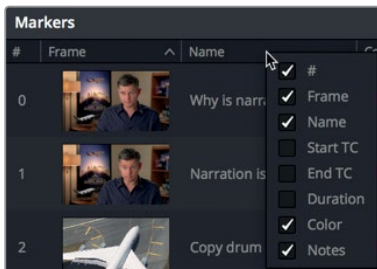 Markers
# Frame Name
#
0 Why is narr
Frame
Name
Start TC
1 Narration is
End TC
Duration
Color
2 Copy drum
Notes